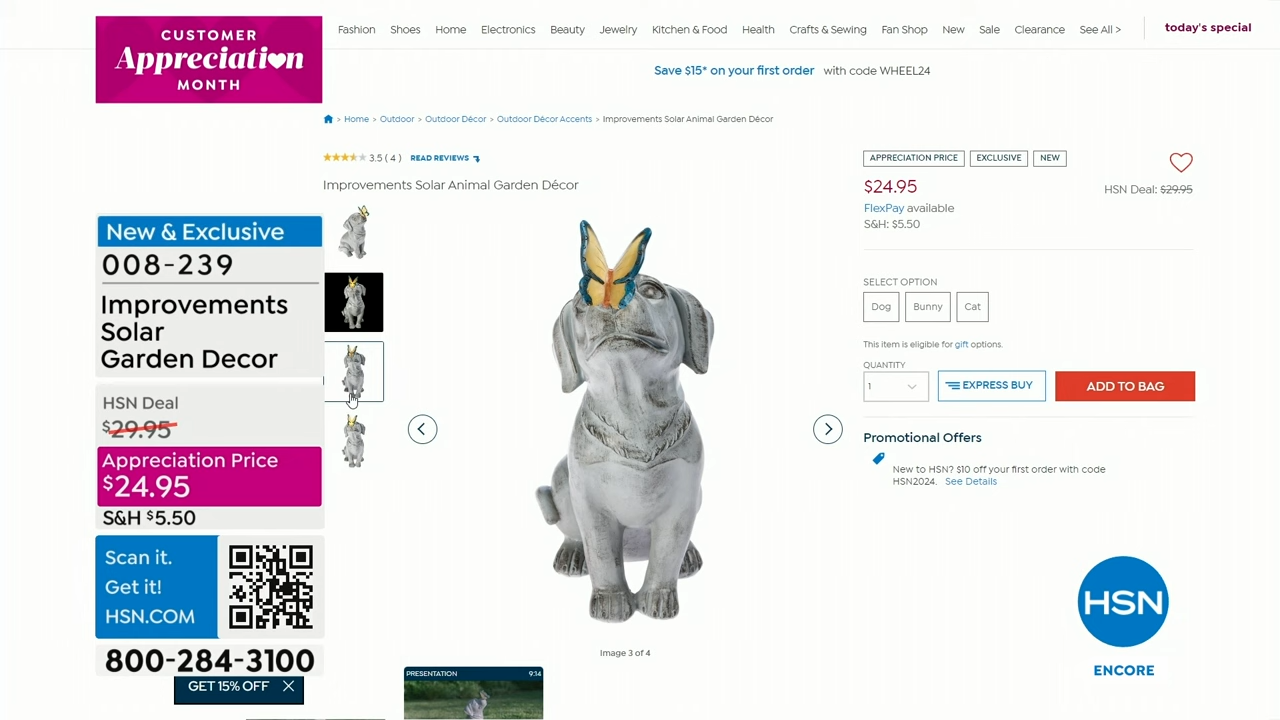 CUSTOMER
Appreciation
MONTH
Fashion Shoes Home Electronics Beauty Jewelry Kitchen & Food Health Crafts & Sewing Fan Shop New Sale Clearance See All > today's special
Save $15* on your first order with code WHEEL24
Home > Outdoor > Outdoor Décor > Outdoor Décor Accents > Improvements Solar Animal Garden Décor
3.5 ( 4 ) READ REVIEWS
Improvements Solar Animal Garden Décor
APPRECIATION PRICE EXCLUSIVE NEW
$24.95
HSN Deal: $29.95
FlexPay available
S&H: $5.50
SELECT OPTION
Dog Bunny Cat
This item is eligible for gift options.
QUANTITY
1 EXPRESS BUY ADD TO BAG
Promotional Offers
New to HSN? $10 off your first order with code
HSN2024. See Details
New & Exclusive
008-239
Improvements
Solar
Garden Decor
HSN Deal
$29.95
Appreciation Price
$24.95
S&H $5.50
Scan it.
Get it!
HSN.COM
800-284-3100
GET 15% OFF
Image 3 of 4
PRESENTATION 9:14
HSN
ENCORE